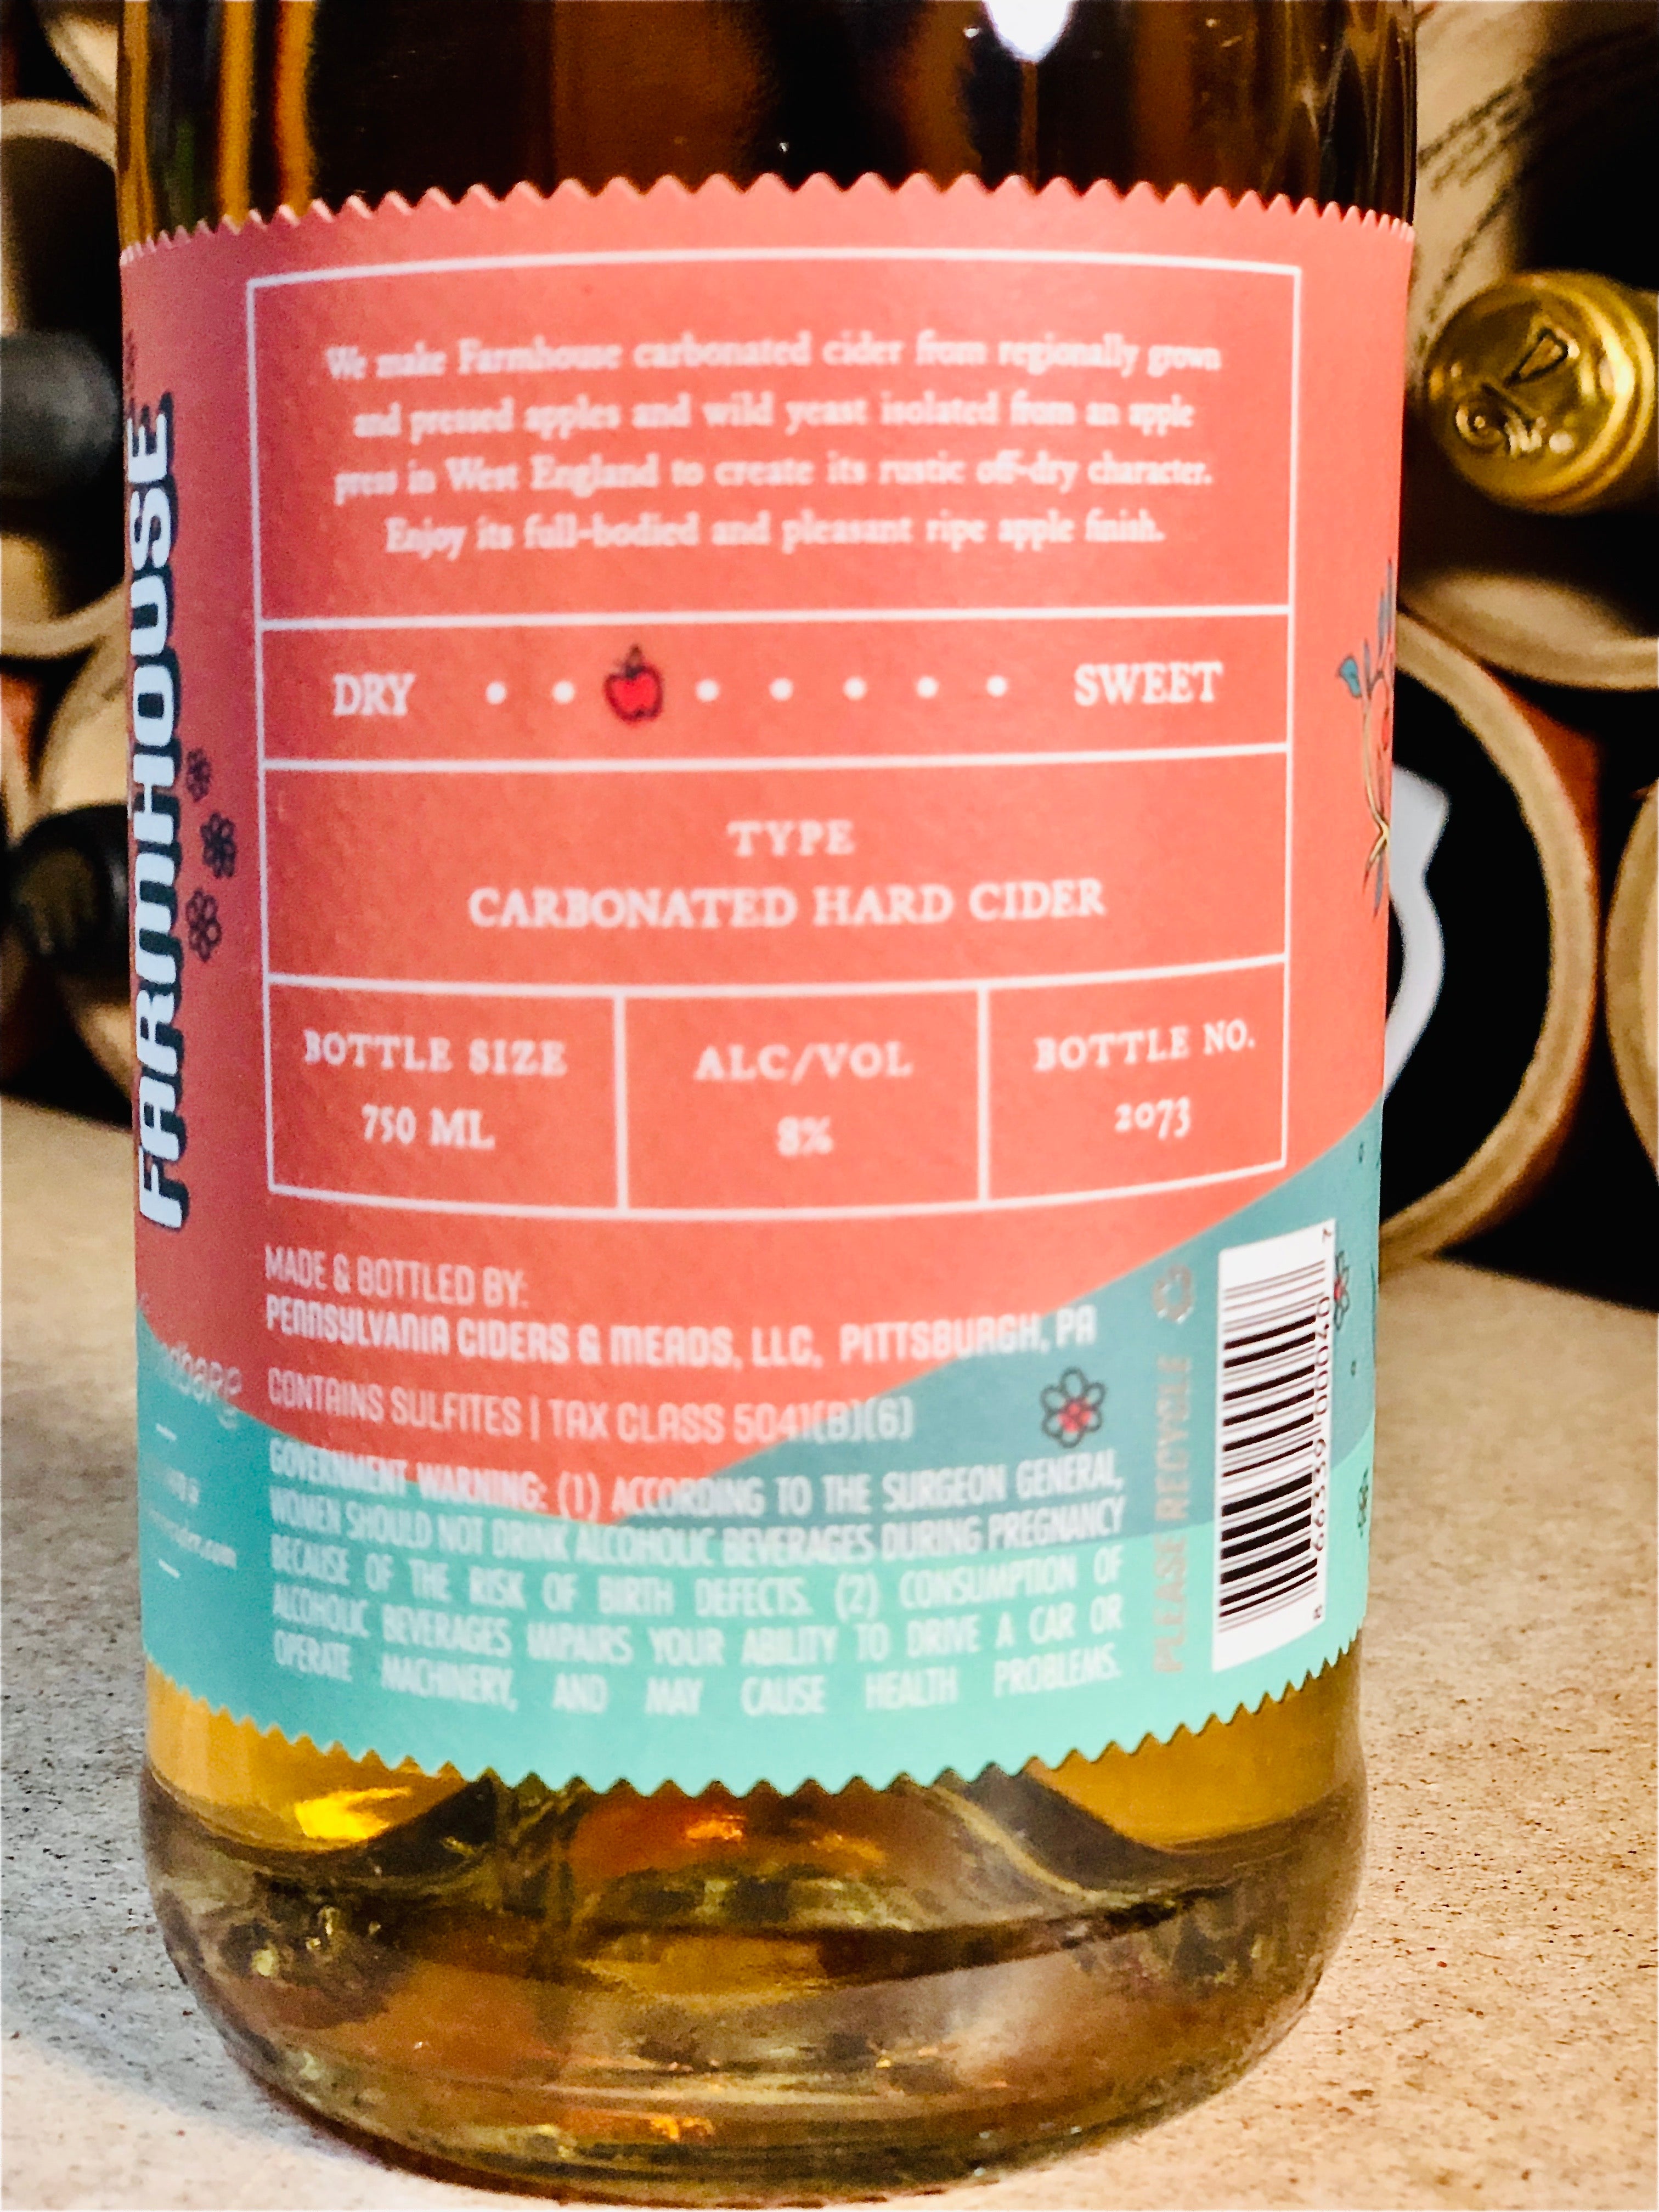 We make Farmhouse carbonated cider from regionally grown
and pressed apples and wild yeast isolated from an apple
press in West England to create its rustic off-dry character.
Enjoy its full-bodied and pleasant ripe apple finish.
DRY
SWEET
TYPE
CARBONATED HARD CIDER
BOTTLE SIZE
750 ML
ALC/VOL
8%
BOTTLE NO.
2073
FARMHOUSE
MADE & BOTTLED BY:
PENNSYLVANIA CIDERS & MEADS, LLC, PITTSBURGH, PA
CONTAINS SULFITES | TAX CLASS 5041(B)(6)
GOVERNMENT WARNING: (1) ACCORDING TO THE SURGEON GENERAL,
WOMEN SHOULD NOT DRINK ALCOHOLIC BEVERAGES DURING PREGNANCY
BECAUSE OF THE RISK OF BIRTH DEFECTS. (2) CONSUMPTION OF
ALCOHOLIC BEVERAGES IMPAIRS YOUR ABILITY TO DRIVE A CAR OR
OPERATE MACHINERY, AND MAY CAUSE HEALTH PROBLEMS.
PLEASE RECYCLE
8 66339 00040 7